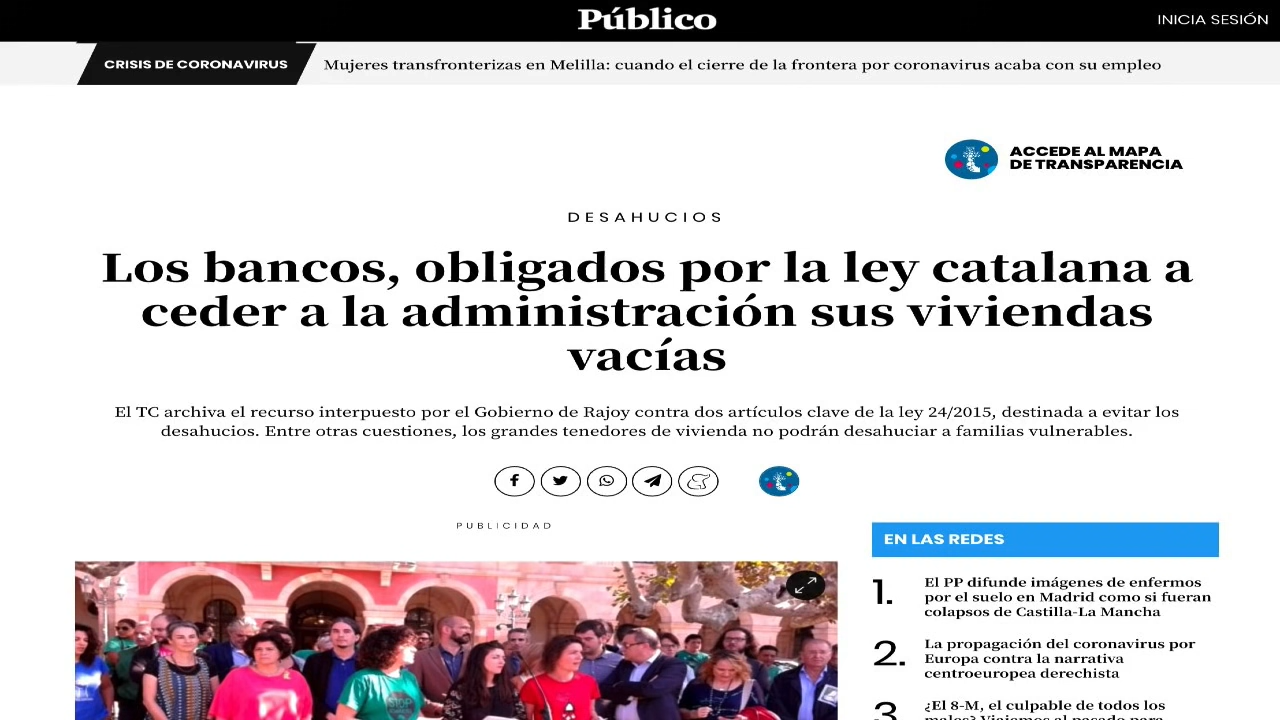 Público
INICIA SESIÓN
CRISIS DE CORONAVIRUS
Mujeres transfronterizas en Melilla: cuando el cierre de la frontera por coronavirus acaba con su empleo
ACCEDE AL MAPA
DE TRANSPARENCIA
DESAHUCIOS
Los bancos, obligados por la ley catalana a
ceder a la administración sus viviendas
vacías
El TC archiva el recurso interpuesto por el Gobierno de Rajoy contra dos artículos clave de la ley 24/2015, destinada a evitar los
desahucios. Entre otras cuestiones, los grandes tenedores de vivienda no podrán desahuciar a familias vulnerables.
PUBLICIDAD
EN LAS REDES
1.
El PP difunde imágenes de enfermos
por el suelo en Madrid como si fueran
colapsos de Castilla-La Mancha
2.
La propagación del coronavirus por
Europa contra la narrativa
centroeuropea derechista
3
¿El 8-M, el culpable de todos los
males? Viajemos al pasado para
STOP